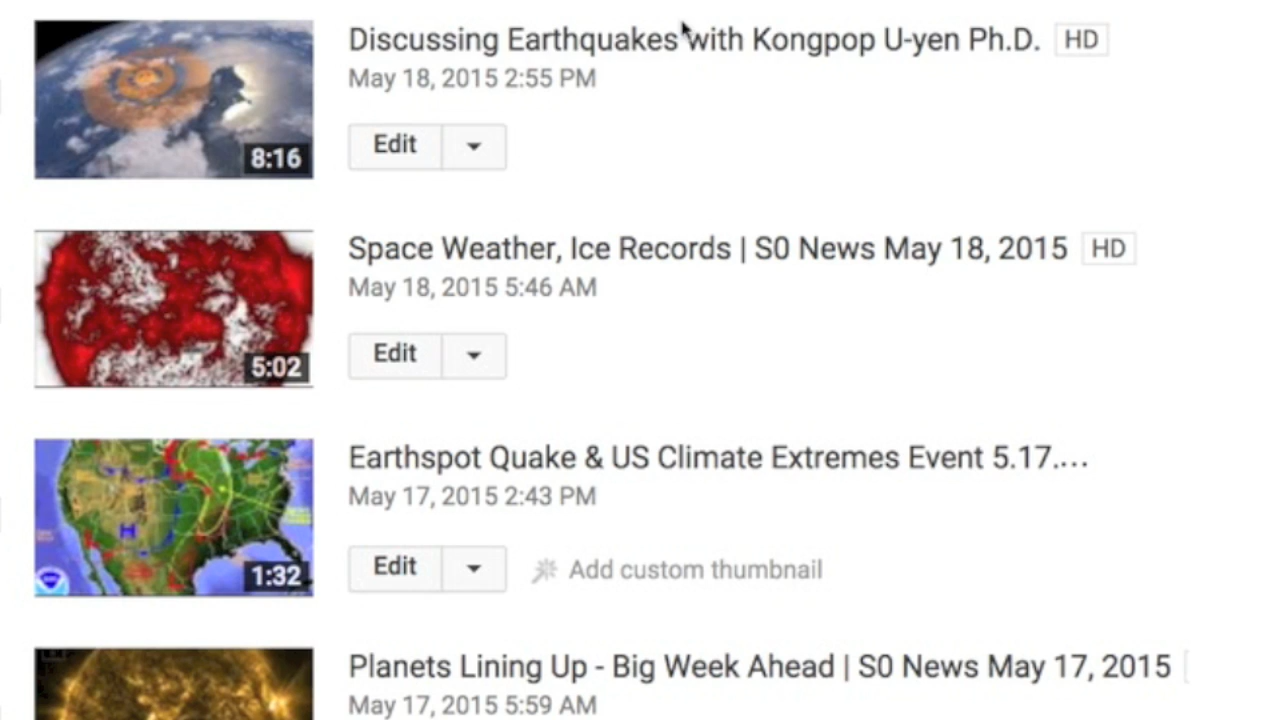 Discussing Earthquakes with Kongpop U-yen Ph.D. HD
May 18, 2015 2:55 PM
Edit
8:16
Space Weather, Ice Records | S0 News May 18, 2015 HD
May 18, 2015 5:46 AM
Edit
5:02
Earthspot Quake & US Climate Extremes Event 5.17....
May 17, 2015 2:43 PM
Edit Add custom thumbnail
H
1:32
Planets Lining Up - Big Week Ahead | S0 News May 17, 2015
May 17, 2015 5:59 AM